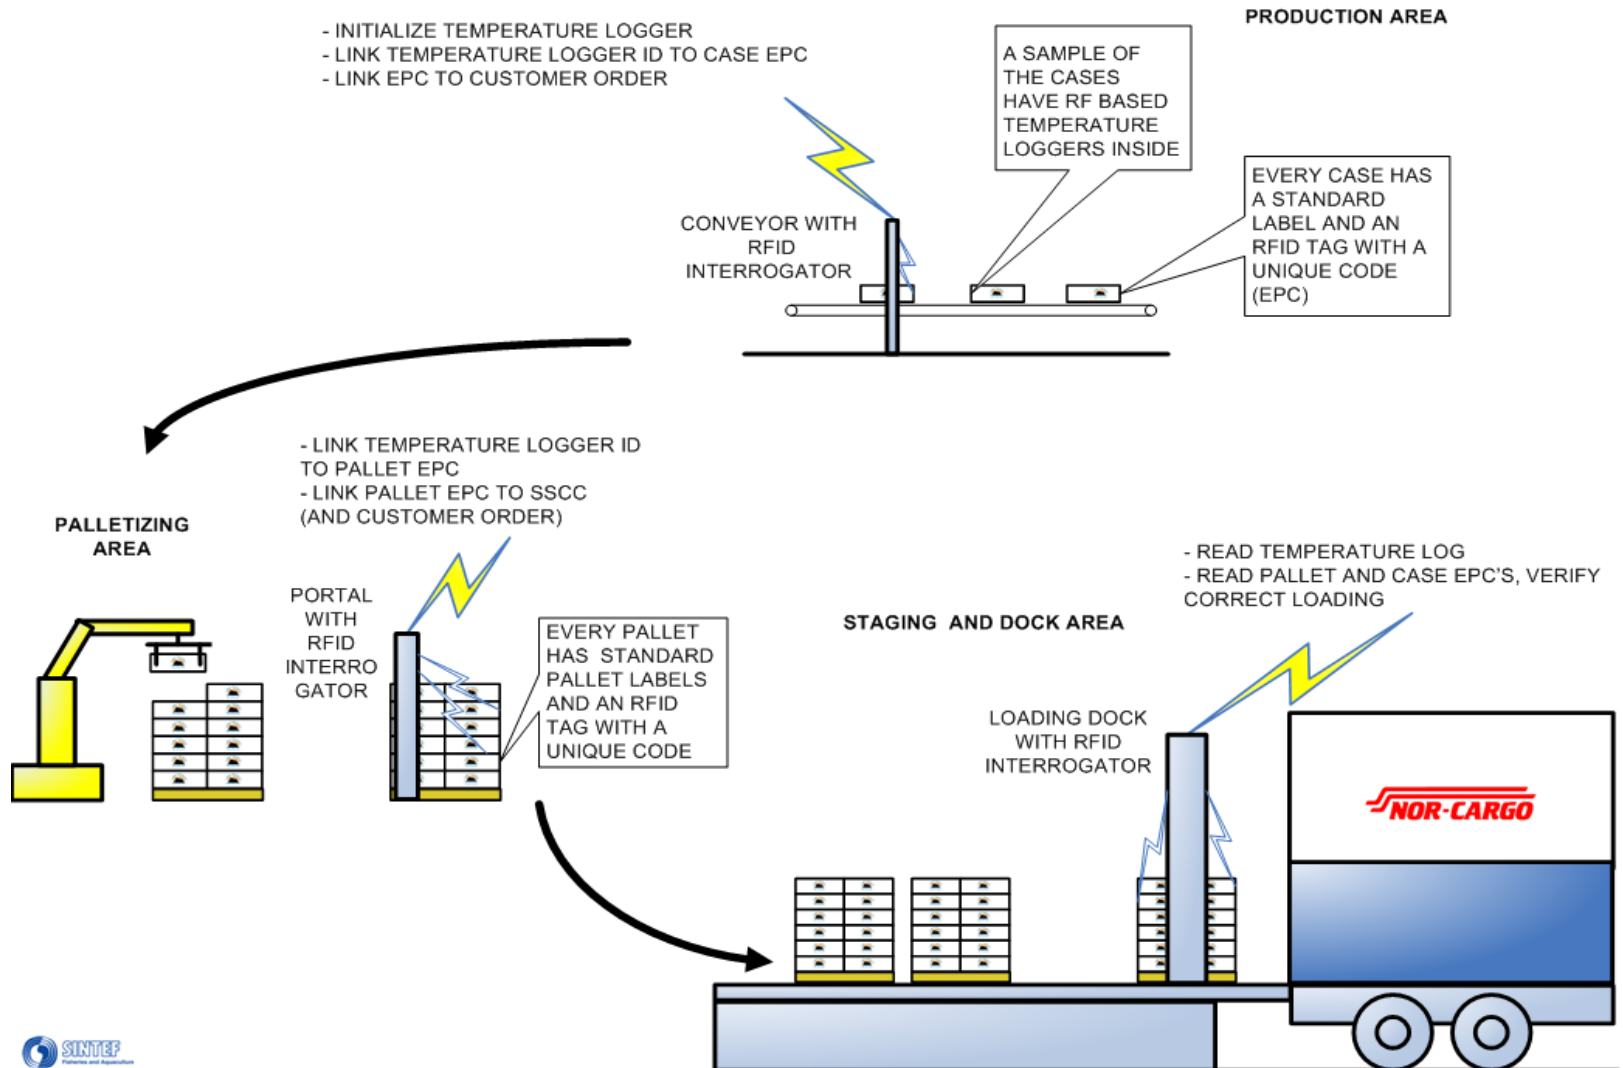 PRODUCTION AREA
- INITIALIZE TEMPERATURE LOGGER
- LINK TEMPERATURE LOGGER ID TO CASE EPC
- LINK EPC TO CUSTOMER ORDER
A SAMPLE OF
THE CASES
HAVE RF BASED
TEMPERATURE
LOGGERS INSIDE
EVERY CASE HAS
A STANDARD
LABEL AND AN
RFID TAG WITH A
UNIQUE CODE
(EPC)
CONVEYOR WITH
RFID
INTERROGATOR
- LINK TEMPERATURE LOGGER ID
TO PALLET EPC
- LINK PALLET EPC TO SSCC
(AND CUSTOMER ORDER)
PALLETIZING
AREA
PORTAL
WITH
RFID
INTERRO
GATOR
EVERY PALLET
HAS STANDARD
PALLET LABELS
AND AN RFID
TAG WITH A
UNIQUE CODE
- READ TEMPERATURE LOG
- READ PALLET AND CASE EPC'S, VERIFY
CORRECT LOADING
STAGING AND DOCK AREA
LOADING DOCK
WITH RFID
INTERROGATOR
NOR-CARGO
SINTEF
Fisheries and Aquaculture